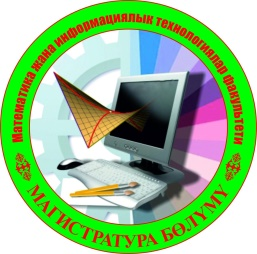 Математика жана информациялык технологиялар факультети
МАГИСТРАТУРА БӨЛҮМҮ